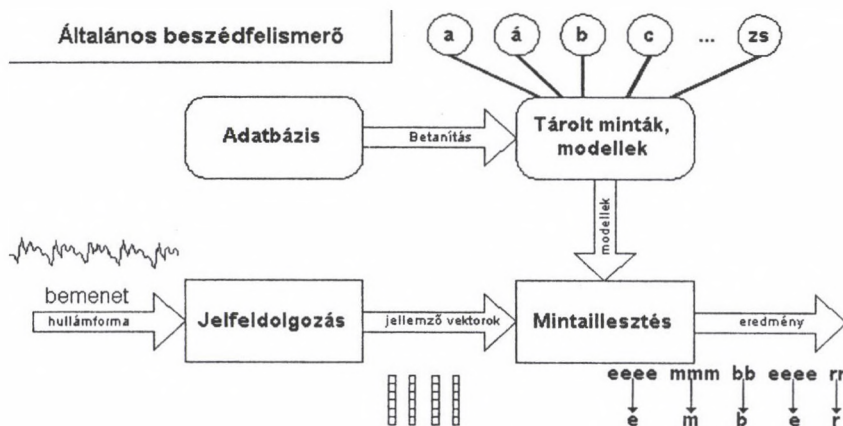 Általános beszédfelismerő
a á b c ... zs
Adatbázis
Betanítás
Tárolt minták,
modellek
modellek
bemenet
hullámforma
Jelfeldolgozás
jellemző vektorok
Mintaillesztés
eredmény
eeee mmm bb eeee rr
e m b e r